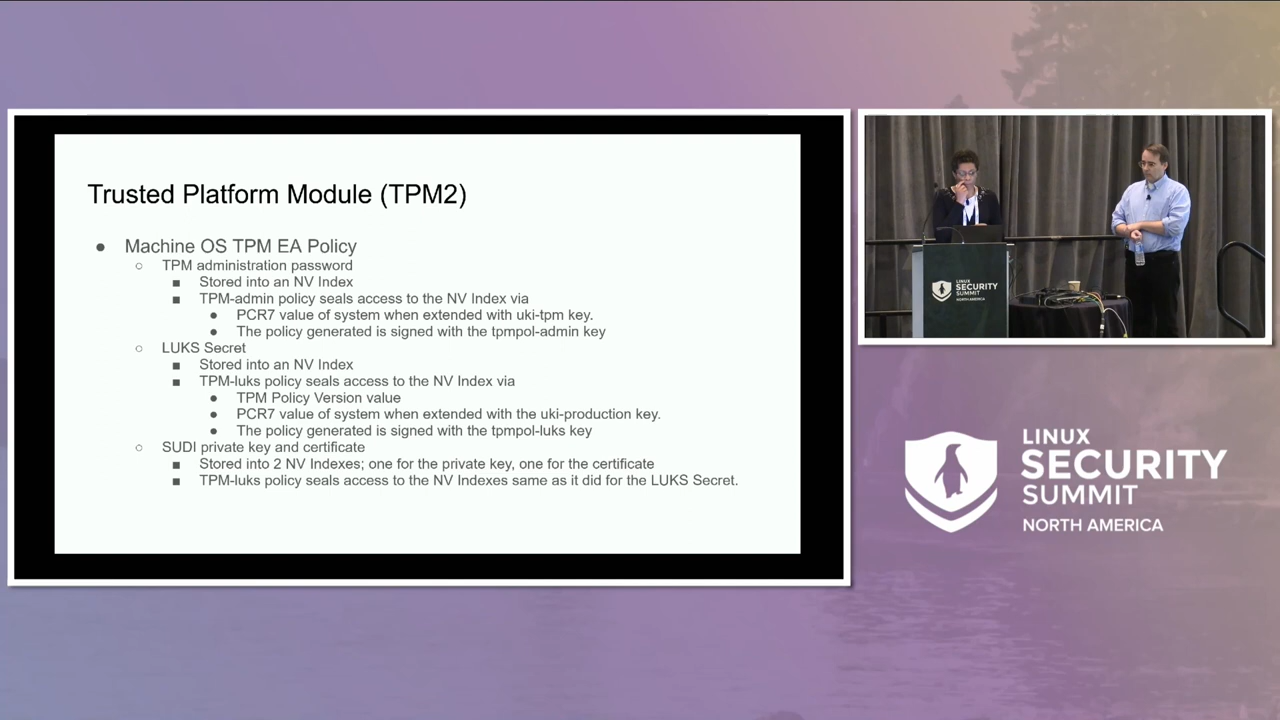 Trusted Platform Module (TPM2)
● Machine OS TPM EA Policy
○ TPM administration password
■ Stored into an NV Index
■ TPM-admin policy seals access to the NV Index via
● PCR7 value of system when extended with uki-tpm key.
● The policy generated is signed with the tpmpol-admin key
○ LUKS Secret
■ Stored into an NV Index
■ TPM-luks policy seals access to the NV Index via
● TPM Policy Version value
● PCR7 value of system when extended with the uki-production key.
● The policy generated is signed with the tpmpol-luks key
○ SUDI private key and certificate
■ Stored into 2 NV Indexes; one for the private key, one for the certificate
■ TPM-luks policy seals access to the NV Indexes same as it did for the LUKS Secret.
LINUX
SECURITY
SUMMIT
NORTH AMERICA
LINUX
SECURITY
SUMMIT
NORTH AMERICA